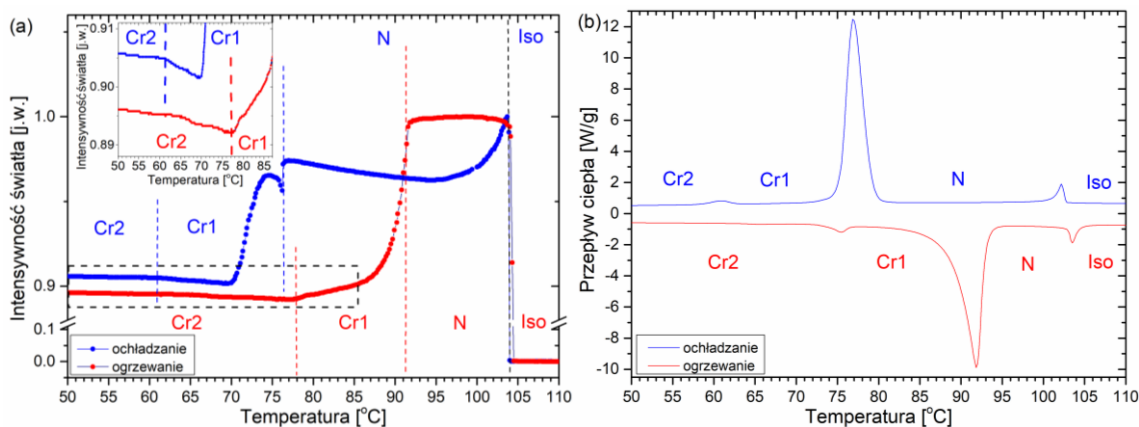 (a)
Intensywność światła [j.w.]
1.0
0.9
0.1
0.0
N
Iso
Cr2
Cr1
Intensywność światła [j.w.]
0.91
0.90
0.89
Cr2
Cr1
Cr2
Cr1
50 55 60 65 70 75 80 85
Temperatura [°C]
Cr2
Cr1
N
Iso
ochładzanie
ogrzewanie
50 55 60 65 70 75 80 85 90 95 100 105 110
Temperatura [°C]
(b)
Przepływ ciepła [W/g]
12
10
8
6
4
2
0
-2
-4
-6
-8
-10
Cr2
Cr1
N
Iso
Cr2
Cr1
N
Iso
ochładzanie
ogrzewanie
50 55 60 65 70 75 80 85 90 95 100 105 110
Temperatura [°C]